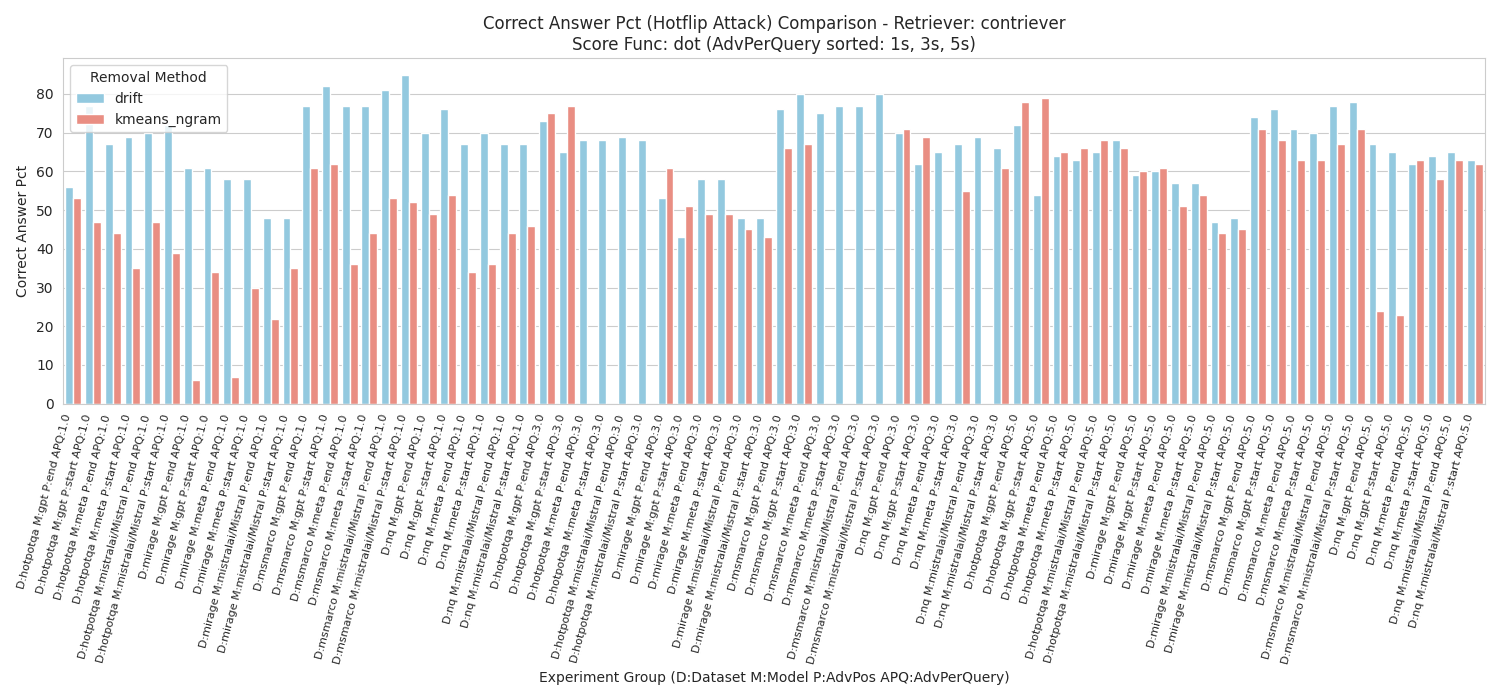 Correct Answer Pct (Hotflip Attack) Comparison - Retriever: contriever
Score Func: dot (AdvPerQuery sorted: 1s, 3s, 5s)
Removal Method
drift
kmeans_ngram
Correct Answer Pct
80
70
60
50
40
30
20
10
0
D:hotpotqa M:gpt P:end APQ:1.0
D:hotpotqa M:gpt P:start APQ:1.0
D:hotpotqa M:meta P:end APQ:1.0
D:hotpotqa M:meta P:start APQ:1.0
D:hotpotqa M:mistralai/Mistral P:end APQ:1.0
D:hotpotqa M:mistralai/Mistral P:start APQ:1.0
D:mirage M:gpt P:end APQ:1.0
D:mirage M:gpt P:start APQ:1.0
D:mirage M:meta P:end APQ:1.0
D:mirage M:meta P:start APQ:1.0
D:mirage M:mistralai/Mistral P:end APQ:1.0
D:mirage M:mistralai/Mistral P:start APQ:1.0
D:msmarco M:gpt P:end APQ:1.0
D:msmarco M:gpt P:start APQ:1.0
D:msmarco M:meta P:end APQ:1.0
D:msmarco M:meta P:start APQ:1.0
D:msmarco M:mistralai/Mistral P:end APQ:1.0
D:msmarco M:mistralai/Mistral P:start APQ:1.0
D:nq M:gpt P:end APQ:1.0
D:nq M:gpt P:start APQ:1.0
D:nq M:meta P:end APQ:1.0
D:nq M:meta P:start APQ:1.0
D:nq M:mistralai/Mistral P:end APQ:1.0
D:nq M:mistralai/Mistral P:start APQ:1.0
D:hotpotqa M:gpt P:end APQ:3.0
D:hotpotqa M:gpt P:start APQ:3.0
D:hotpotqa M:meta P:end APQ:3.0
D:hotpotqa M:meta P:start APQ:3.0
D:hotpotqa M:mistralai/Mistral P:end APQ:3.0
D:hotpotqa M:mistralai/Mistral P:start APQ:3.0
D:mirage M:gpt P:end APQ:3.0
D:mirage M:gpt P:start APQ:3.0
D:mirage M:meta P:end APQ:3.0
D:mirage M:meta P:start APQ:3.0
D:mirage M:mistralai/Mistral P:end APQ:3.0
D:mirage M:mistralai/Mistral P:start APQ:3.0
D:msmarco M:gpt P:end APQ:3.0
D:msmarco M:gpt P:start APQ:3.0
D:msmarco M:meta P:end APQ:3.0
D:msmarco M:meta P:start APQ:3.0
D:msmarco M:mistralai/Mistral P:end APQ:3.0
D:msmarco M:mistralai/Mistral P:start APQ:3.0
D:nq M:gpt P:end APQ:3.0
D:nq M:gpt P:start APQ:3.0
D:nq M:meta P:end APQ:3.0
D:nq M:meta P:start APQ:3.0
D:nq M:mistralai/Mistral P:end APQ:3.0
D:nq M:mistralai/Mistral P:start APQ:3.0
D:hotpotqa M:gpt P:end APQ:5.0
D:hotpotqa M:gpt P:start APQ:5.0
D:hotpotqa M:meta P:end APQ:5.0
D:hotpotqa M:meta P:start APQ:5.0
D:hotpotqa M:mistralai/Mistral P:end APQ:5.0
D:hotpotqa M:mistralai/Mistral P:start APQ:5.0
D:mirage M:gpt P:end APQ:5.0
D:mirage M:gpt P:start APQ:5.0
D:mirage M:meta P:end APQ:5.0
D:mirage M:meta P:start APQ:5.0
D:mirage M:mistralai/Mistral P:end APQ:5.0
D:mirage M:mistralai/Mistral P:start APQ:5.0
D:msmarco M:gpt P:end APQ:5.0
D:msmarco M:gpt P:start APQ:5.0
D:msmarco M:meta P:end APQ:5.0
D:msmarco M:meta P:start APQ:5.0
D:msmarco M:mistralai/Mistral P:end APQ:5.0
D:msmarco M:mistralai/Mistral P:start APQ:5.0
D:nq M:gpt P:end APQ:5.0
D:nq M:gpt P:start APQ:5.0
D:nq M:meta P:end APQ:5.0
D:nq M:meta P:start APQ:5.0
D:nq M:mistralai/Mistral P:end APQ:5.0
D:nq M:mistralai/Mistral P:start APQ:5.0
Experiment Group (D:Dataset M:Model P:AdvPos APQ:AdvPerQuery)